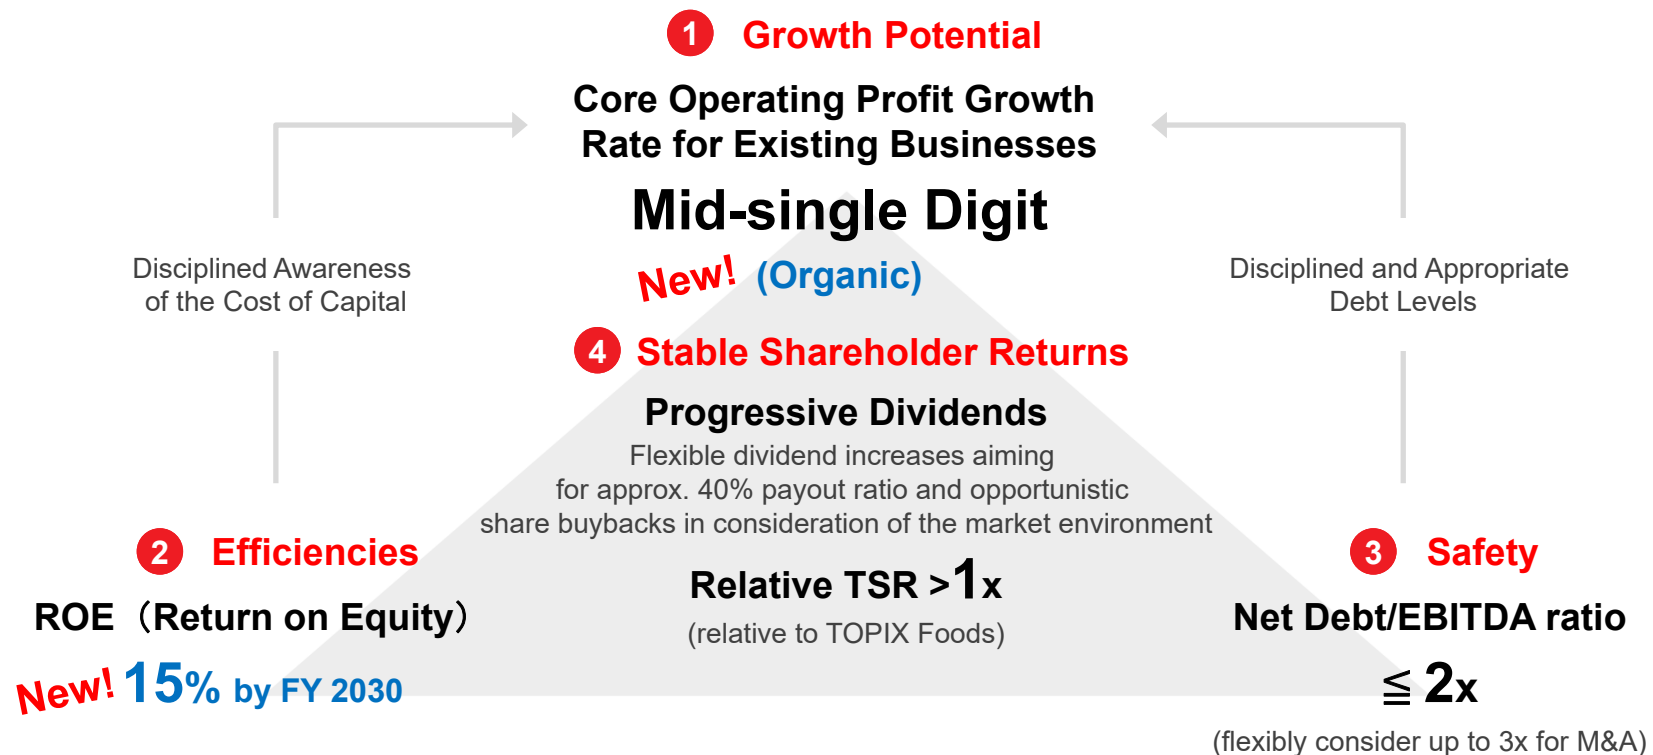 1 Growth Potential
Core Operating Profit Growth
Rate for Existing Businesses
Mid-single Digit
New! (Organic)
Disciplined Awareness
of the Cost of Capital
Disciplined and Appropriate
Debt Levels
4 Stable Shareholder Returns
Progressive Dividends
Flexible dividend increases aiming
for approx. 40% payout ratio and opportunistic
share buybacks in consideration of the market environment
Relative TSR >1x
(relative to TOPIX Foods)
2 Efficiencies
ROE（Return on Equity）
New! 15% by FY 2030
3 Safety
Net Debt/EBITDA ratio
≦ 2x
(flexibly consider up to 3x for M&A)